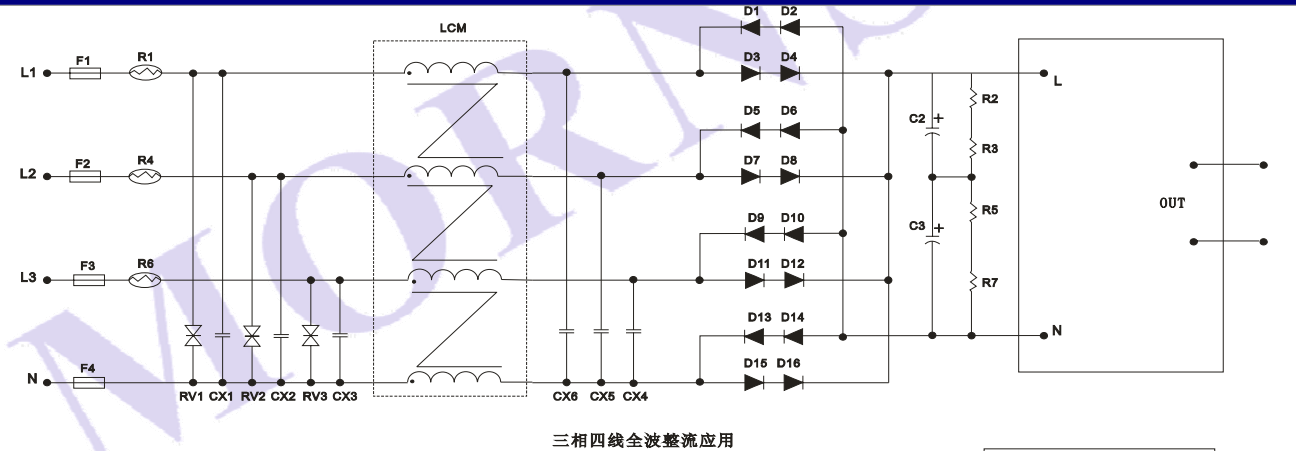 D1 D2
LCM
F1 R1
D3 D4
L1
L
R2
C2 +
D5 D6
R3
F2 R4
D7 D8
L2
R5
OUT
D9 D10
C3 +
F3 R6
D11 D12
L3
R7
D13 D14
N
F4
D15 D16
N
RV1 CX1 RV2 CX2 RV3 CX3
CX6 CX5 CX4
三相四线全波整流应用
MORNS